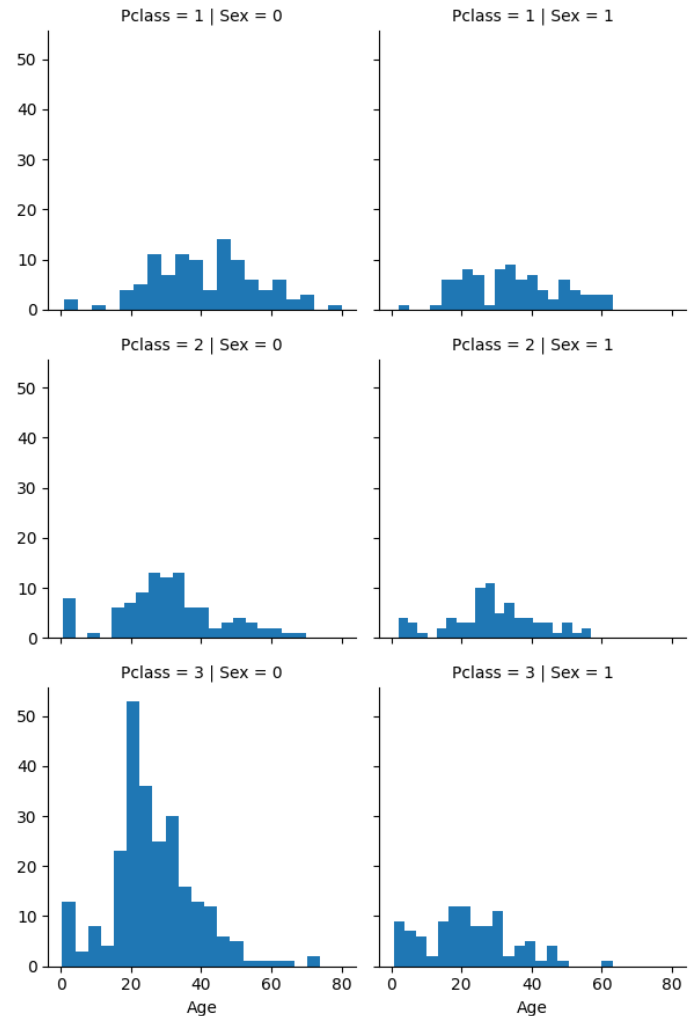 Pclass = 1 | Sex = 0
Pclass = 1 | Sex = 1
50
40
30
20
10
0
Pclass = 2 | Sex = 0
Pclass = 2 | Sex = 1
50
40
30
20
10
0
Pclass = 3 | Sex = 0
Pclass = 3 | Sex = 1
50
40
30
20
10
0
0 20 40 60 80
0 20 40 60 80
Age
Age